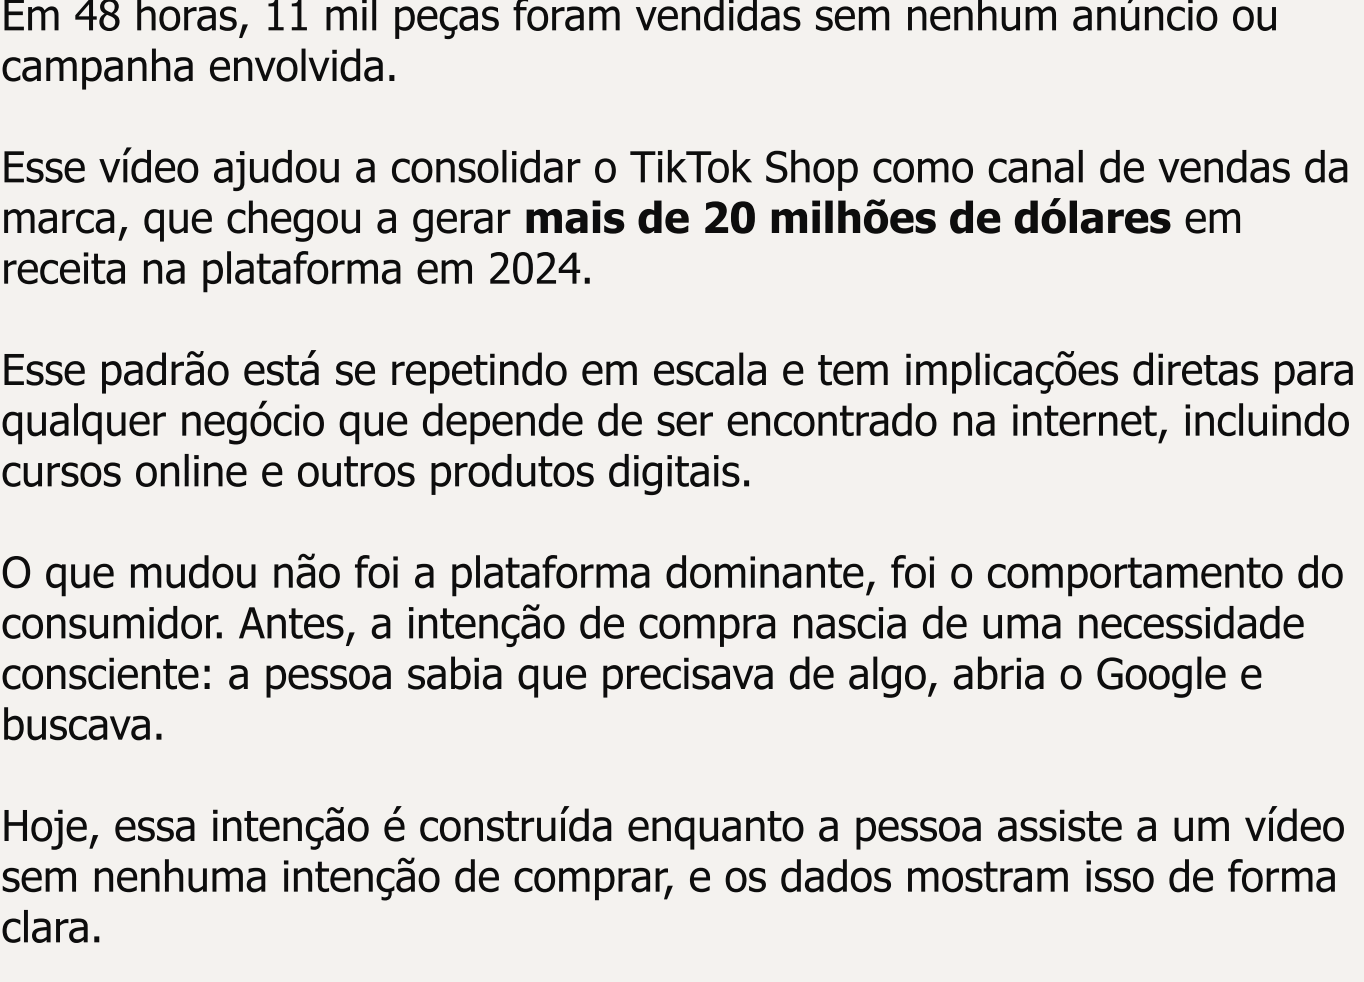 Em 48 horas, 11 mil peças foram vendidas sem nenhum anúncio ou
campanha envolvida.
Esse vídeo ajudou a consolidar o TikTok Shop como canal de vendas da
marca, que chegou a gerar mais de 20 milhões de dólares em
receita na plataforma em 2024.
Esse padrão está se repetindo em escala e tem implicações diretas para
qualquer negócio que depende de ser encontrado na internet, incluindo
cursos online e outros produtos digitais.
O que mudou não foi a plataforma dominante, foi o comportamento do
consumidor. Antes, a intenção de compra nascia de uma necessidade
consciente: a pessoa sabia que precisava de algo, abria o Google e
buscava.
Hoje, essa intenção é construída enquanto a pessoa assiste a um vídeo
sem nenhuma intenção de comprar, e os dados mostram isso de forma
clara.